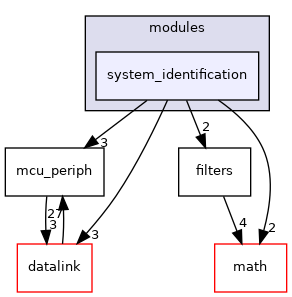 modules
system_identification
3
2
mcu_periph
filters
27
3
3
4
2
datalink
math